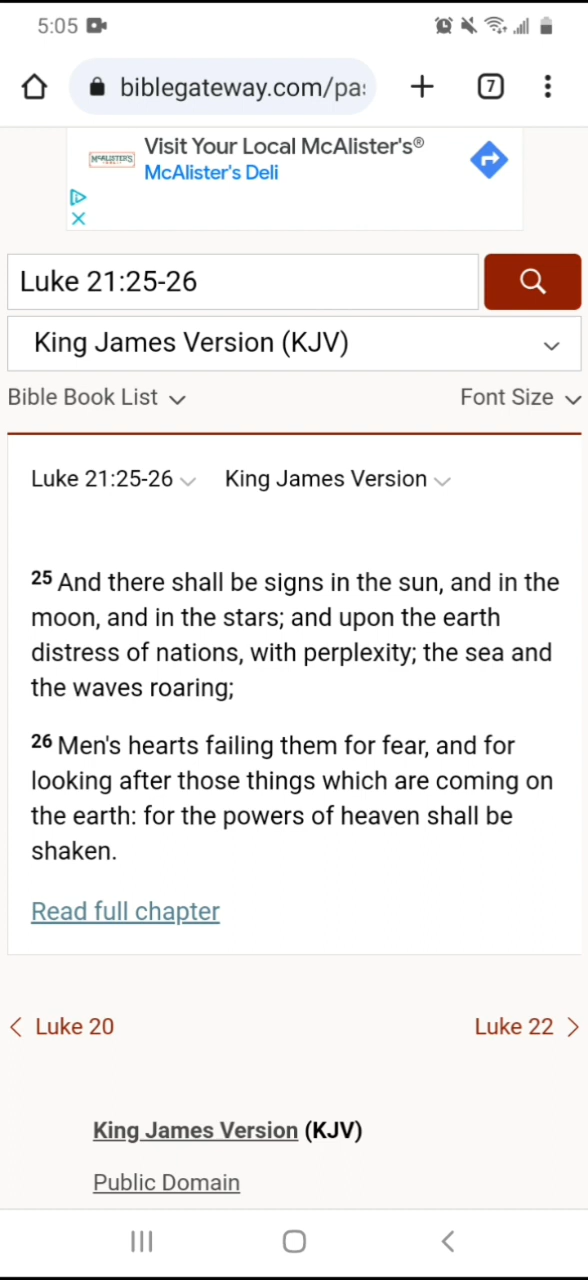 5:05
biblegateway.com/pa
7
Visit Your Local McAlister's®
McALISTER'S
McAlister's Deli
Luke 21:25-26
King James Version (KJV)
Bible Book List
Font Size
Luke 21:25-26 King James Version
25 And there shall be signs in the sun, and in the
moon, and in the stars; and upon the earth
distress of nations, with perplexity; the sea and
the waves roaring;
26 Men's hearts failing them for fear, and for
looking after those things which are coming on
the earth: for the powers of heaven shall be
shaken.
Read full chapter
Luke 20
Luke 22
King James Version (KJV)
Public Domain